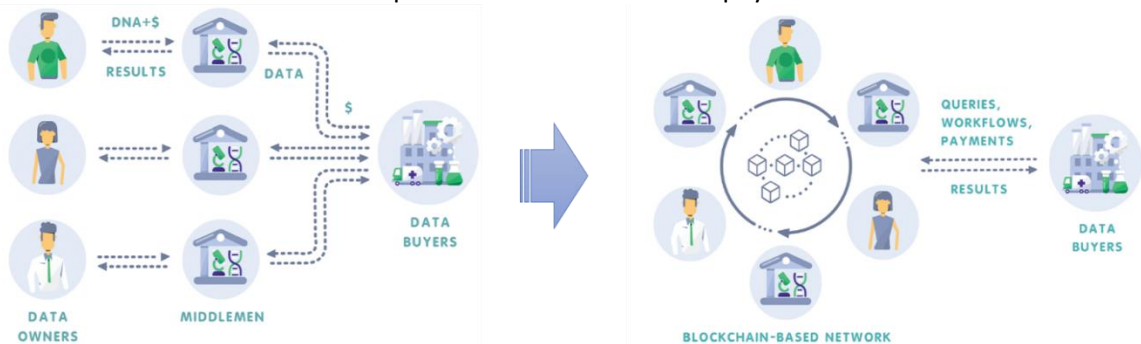 DNA+$
RESULTS
DATA
$
DATA
BUYERS
DATA
OWNERS
MIDDLEMEN
QUERIES,
WORKFLOWS,
PAYMENTS
RESULTS
DATA
BUYERS
BLOCKCHAIN-BASED NETWORK